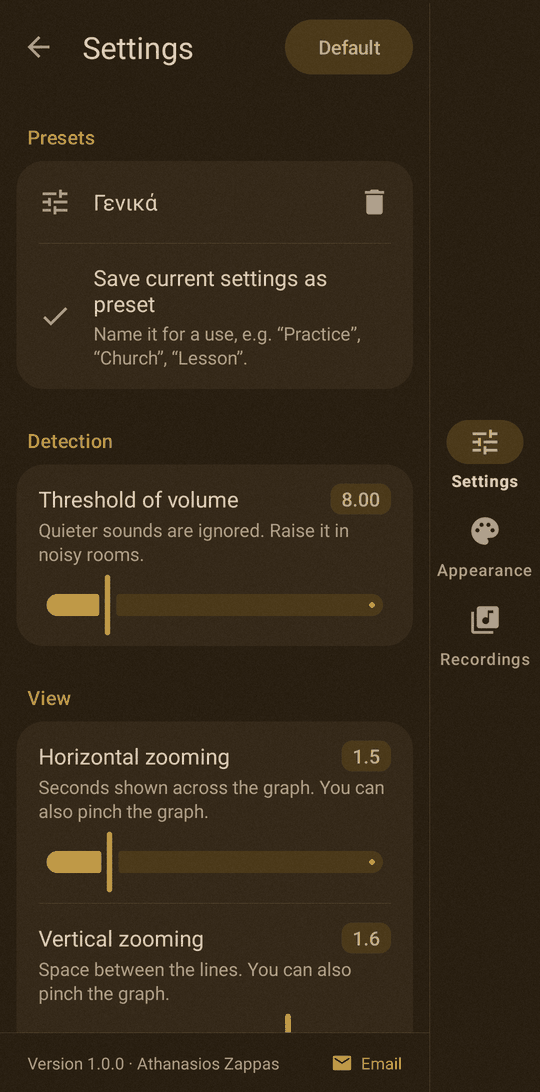 Settings
Default
Presets
Γενικά
Save current settings as
preset
Name it for a use, e.g. “Practice”,
“Church”, “Lesson”.
Detection
Threshold of volume
8.00
Quieter sounds are ignored. Raise it in
noisy rooms.
View
Horizontal zooming
1.5
Seconds shown across the graph. You can
also pinch the graph.
Vertical zooming
1.6
Space between the lines. You can also
pinch the graph.
Version 1.0.0 · Athanasios Zappas
Email
Settings
Appearance
Recordings